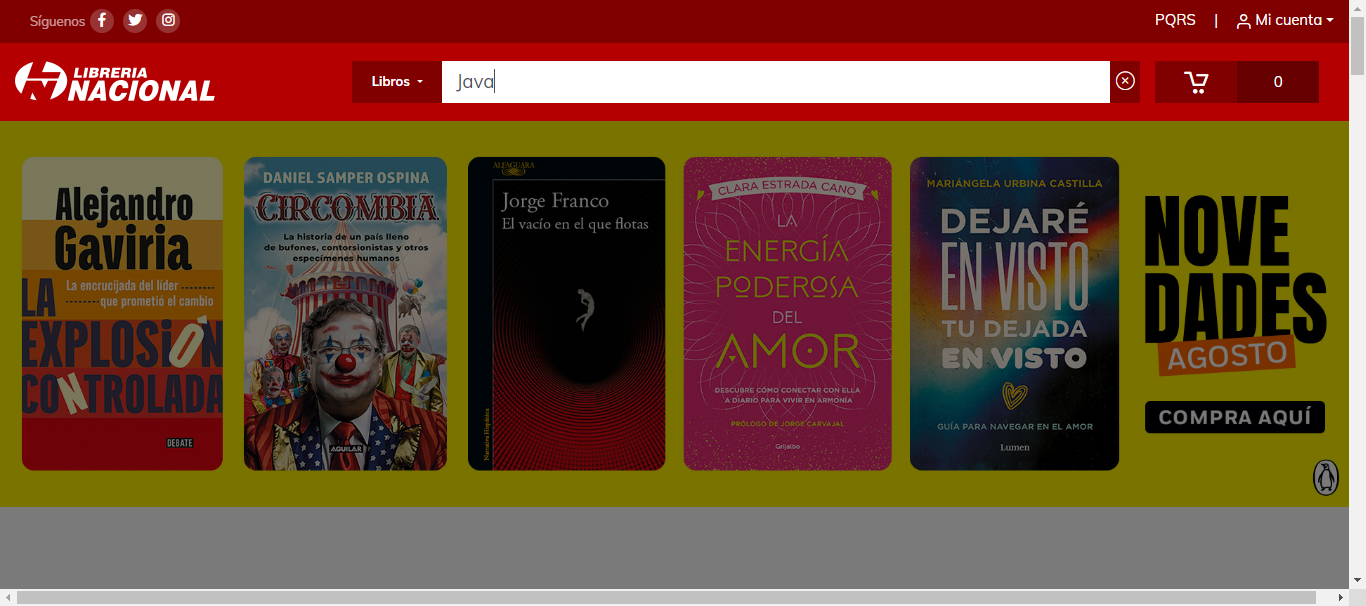 Síguenos
PQRS | Mi cuenta
LIBRERIA
NACIONAL
Libros
Java
0
Alejandro
Gaviria
LA
La encrucijada del líder
que prometió el cambio
EXPLOSIÓN
CONTROLADA
DEBATE
DANIEL SAMPER OSPINA
CIRCOMBIA
La historia de un país lleno
de bufones, contorsionistas y otros
especímenes humanos
AGUILAR
ALFAGUARA
Jorge Franco
El vacío en el que flotas
Narrativa Hispánica
CLARA ESTRADA CANO
LA
ENERGÍA
PODEROSA
DEL
AMOR
DESCUBRE CÓMO CONECTAR CON ELLA
A DIARIO PARA VIVIR EN ARMONÍA
PRÓLOGO DE JORGE CARVAJAL
Grijalbo
MARIÁNGELA URBINA CASTILLA
DEJARÉ
EN VISTO
TU DEJADA
EN VISTO
GUÍA PARA NAVEGAR EN EL AMOR
Lumen
NOVE
DADES
AGOSTO
COMPRA AQUÍ